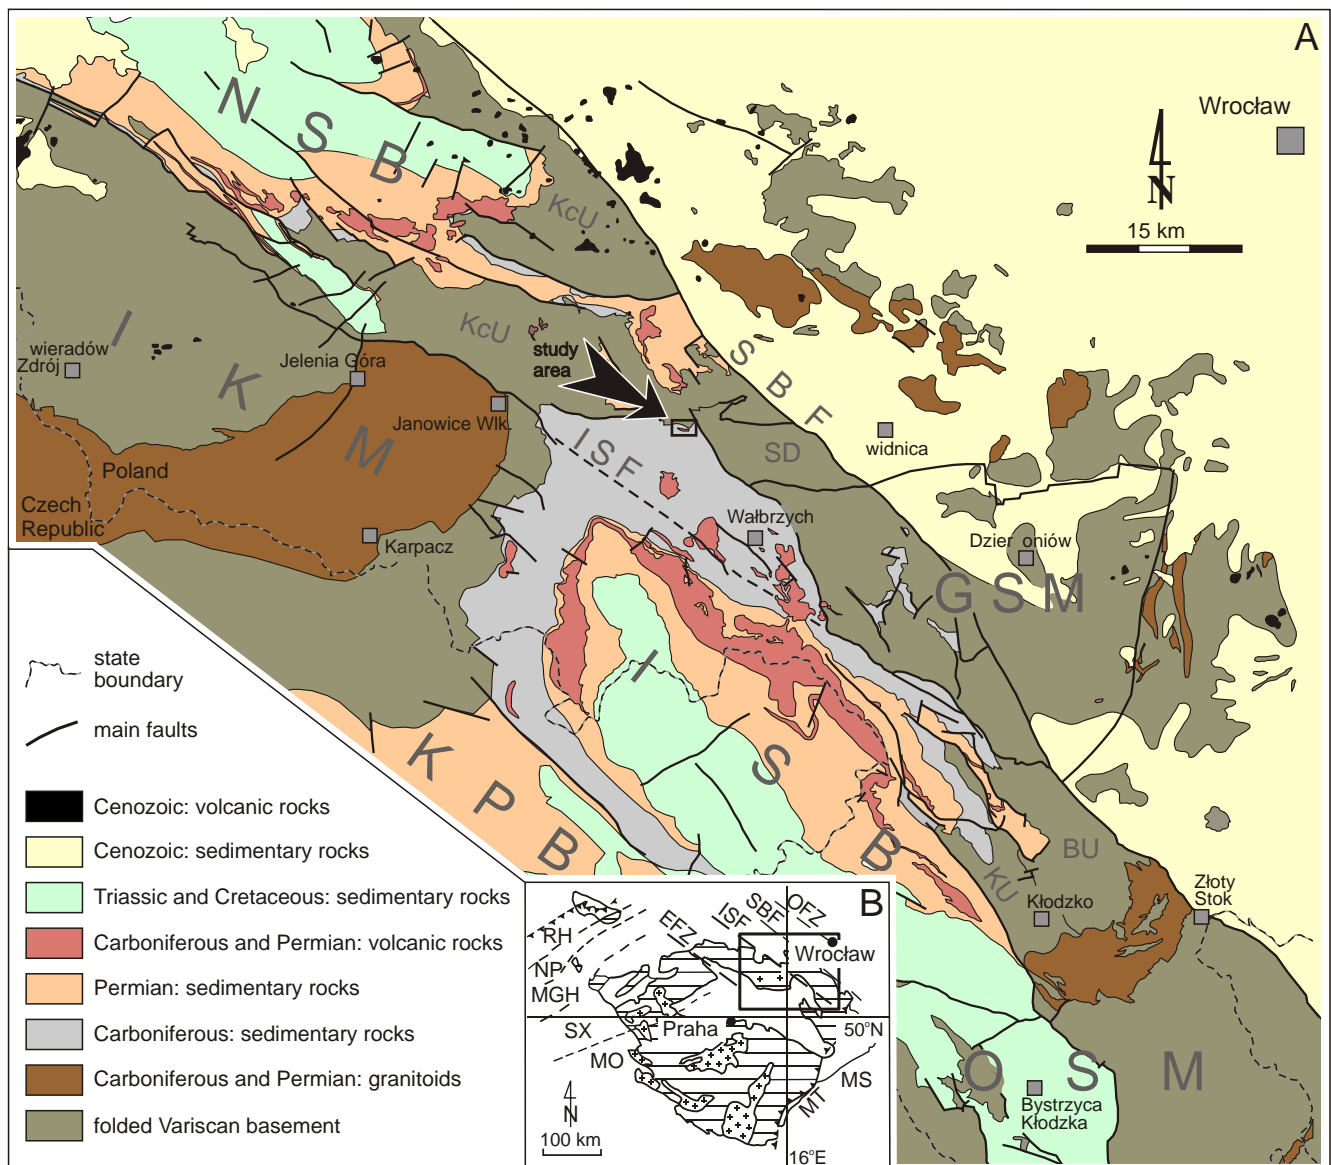 A
Wrocław
N
15 km
N
S
B
KcU
KcU
I
K
M
wieradów
Zdrój
Jelenia Góra
Janowice Wlk.
study
area
S
B
F
I S F
SD
widnica
Poland
Czech
Republic
Karpacz
Wałbrzych
Dzier oniów
G S M
I
S
B
K
P
B
KU
BU
Kłodzko
Złoty
Stok
O S M
Bystrzyca
Kłodzka
state
boundary
main faults
Cenozoic: volcanic rocks
Cenozoic: sedimentary rocks
Triassic and Cretaceous: sedimentary rocks
Carboniferous and Permian: volcanic rocks
Permian: sedimentary rocks
Carboniferous: sedimentary rocks
Carboniferous and Permian: granitoids
folded Variscan basement
B
RH
NP
MGH
SX
MO
EFZ
ISF
SBF
OFZ
Wrocław
Praha
50°N
MS
MT
N
100 km
16°E